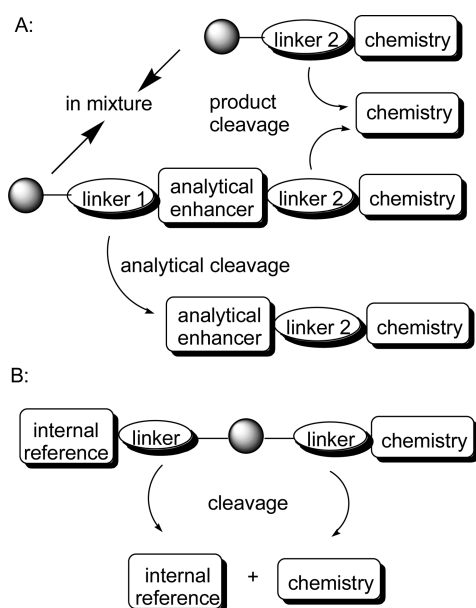 A:
linker 2 chemistry
in mixture
product
cleavage
chemistry
linker 1 analytical
enhancer linker 2 chemistry
analytical cleavage
analytical
enhancer linker 2 chemistry
B:
internal
reference linker linker chemistry
cleavage
internal
reference + chemistry